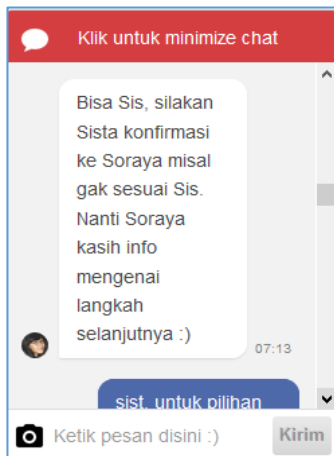 Klik untuk minimize chat
Bisa Sis, silakan
Sista konfirmasi
ke Soraya misal
gak sesuai Sis.
Nanti Soraya
kasih info
mengenai
langkah
selanjutnya :)
07:13
sist, untuk pilihan
Ketik pesan disini :)
Kirim